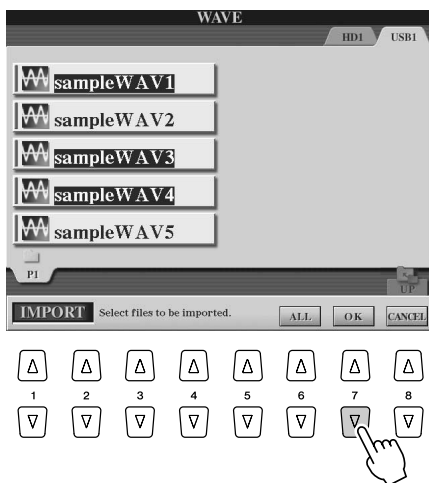 WAVE
HD1 USB1
sampleWAV1
sampleWAV2
sampleWAV3
sampleWAV4
sampleWAV5
P1
UP
IMPORT Select files to be imported. ALL OK CANCEL
1 2 3 4 5 6 7 8